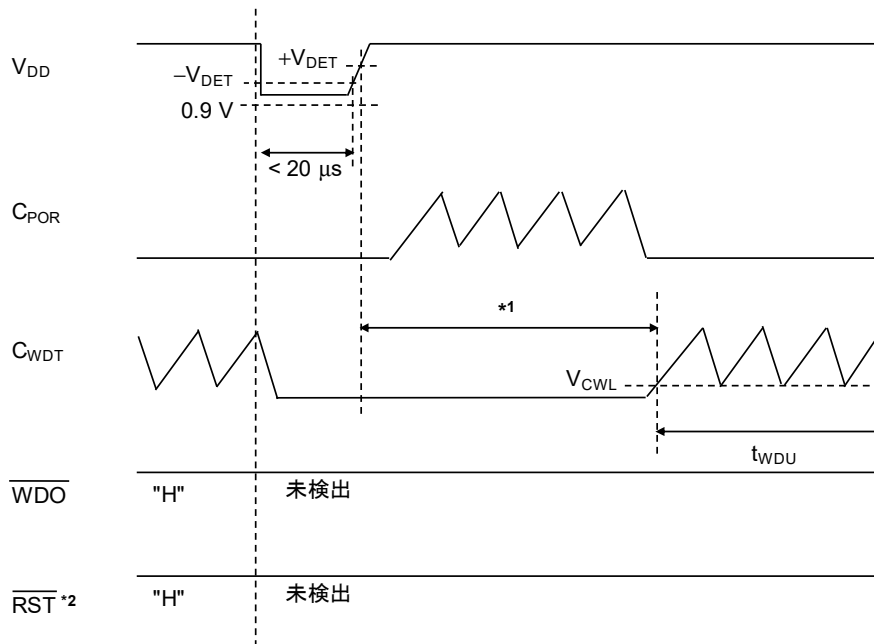 VDD
+VDET
−VDET
0.9 V
< 20 μs
CPOR
*1
CWDT
VCWL
tWDU
WDO "H" 未検出
RST *2 "H" 未検出